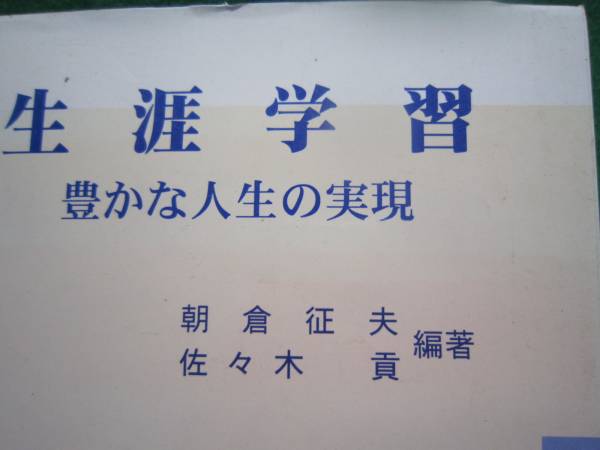 生涯学習
豊かな人生の実現
朝倉征夫
佐々木 貢
編著